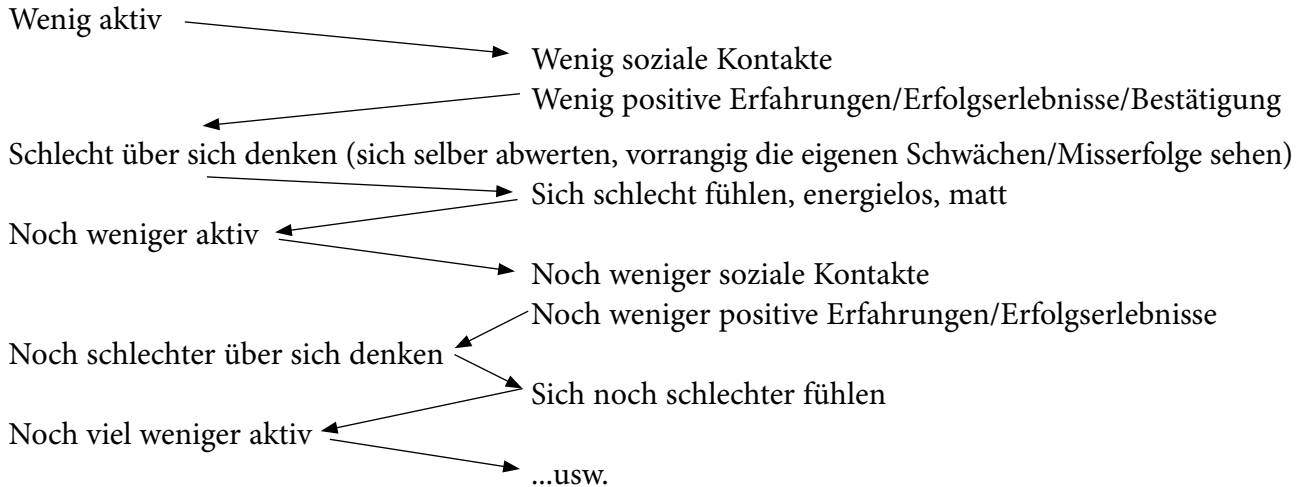 Wenig aktiv
Wenig soziale Kontakte
Wenig positive Erfahrungen/Erfolgserlebnisse/Bestätigung
Schlecht über sich denken (sich selber abwerten, vorrangig die eigenen Schwächen/Misserfolge sehen)
Sich schlecht fühlen, energielos, matt
Noch weniger aktiv
Noch weniger soziale Kontakte
Noch weniger positive Erfahrungen/Erfolgserlebnisse
Noch schlechter über sich denken
Sich noch schlechter fühlen
Noch viel weniger aktiv
...usw.